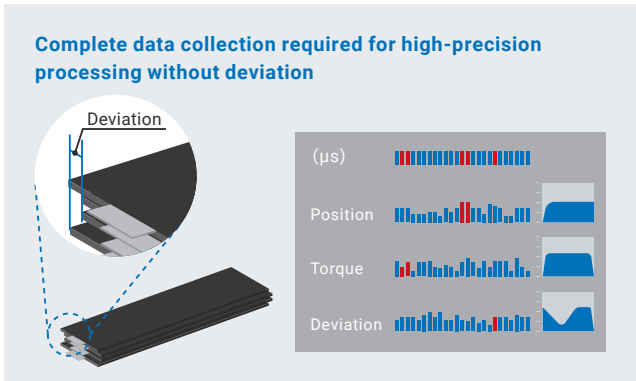 Complete data collection required for high-precision
processing without deviation
Deviation
(μs)
Position
Torque
Deviation